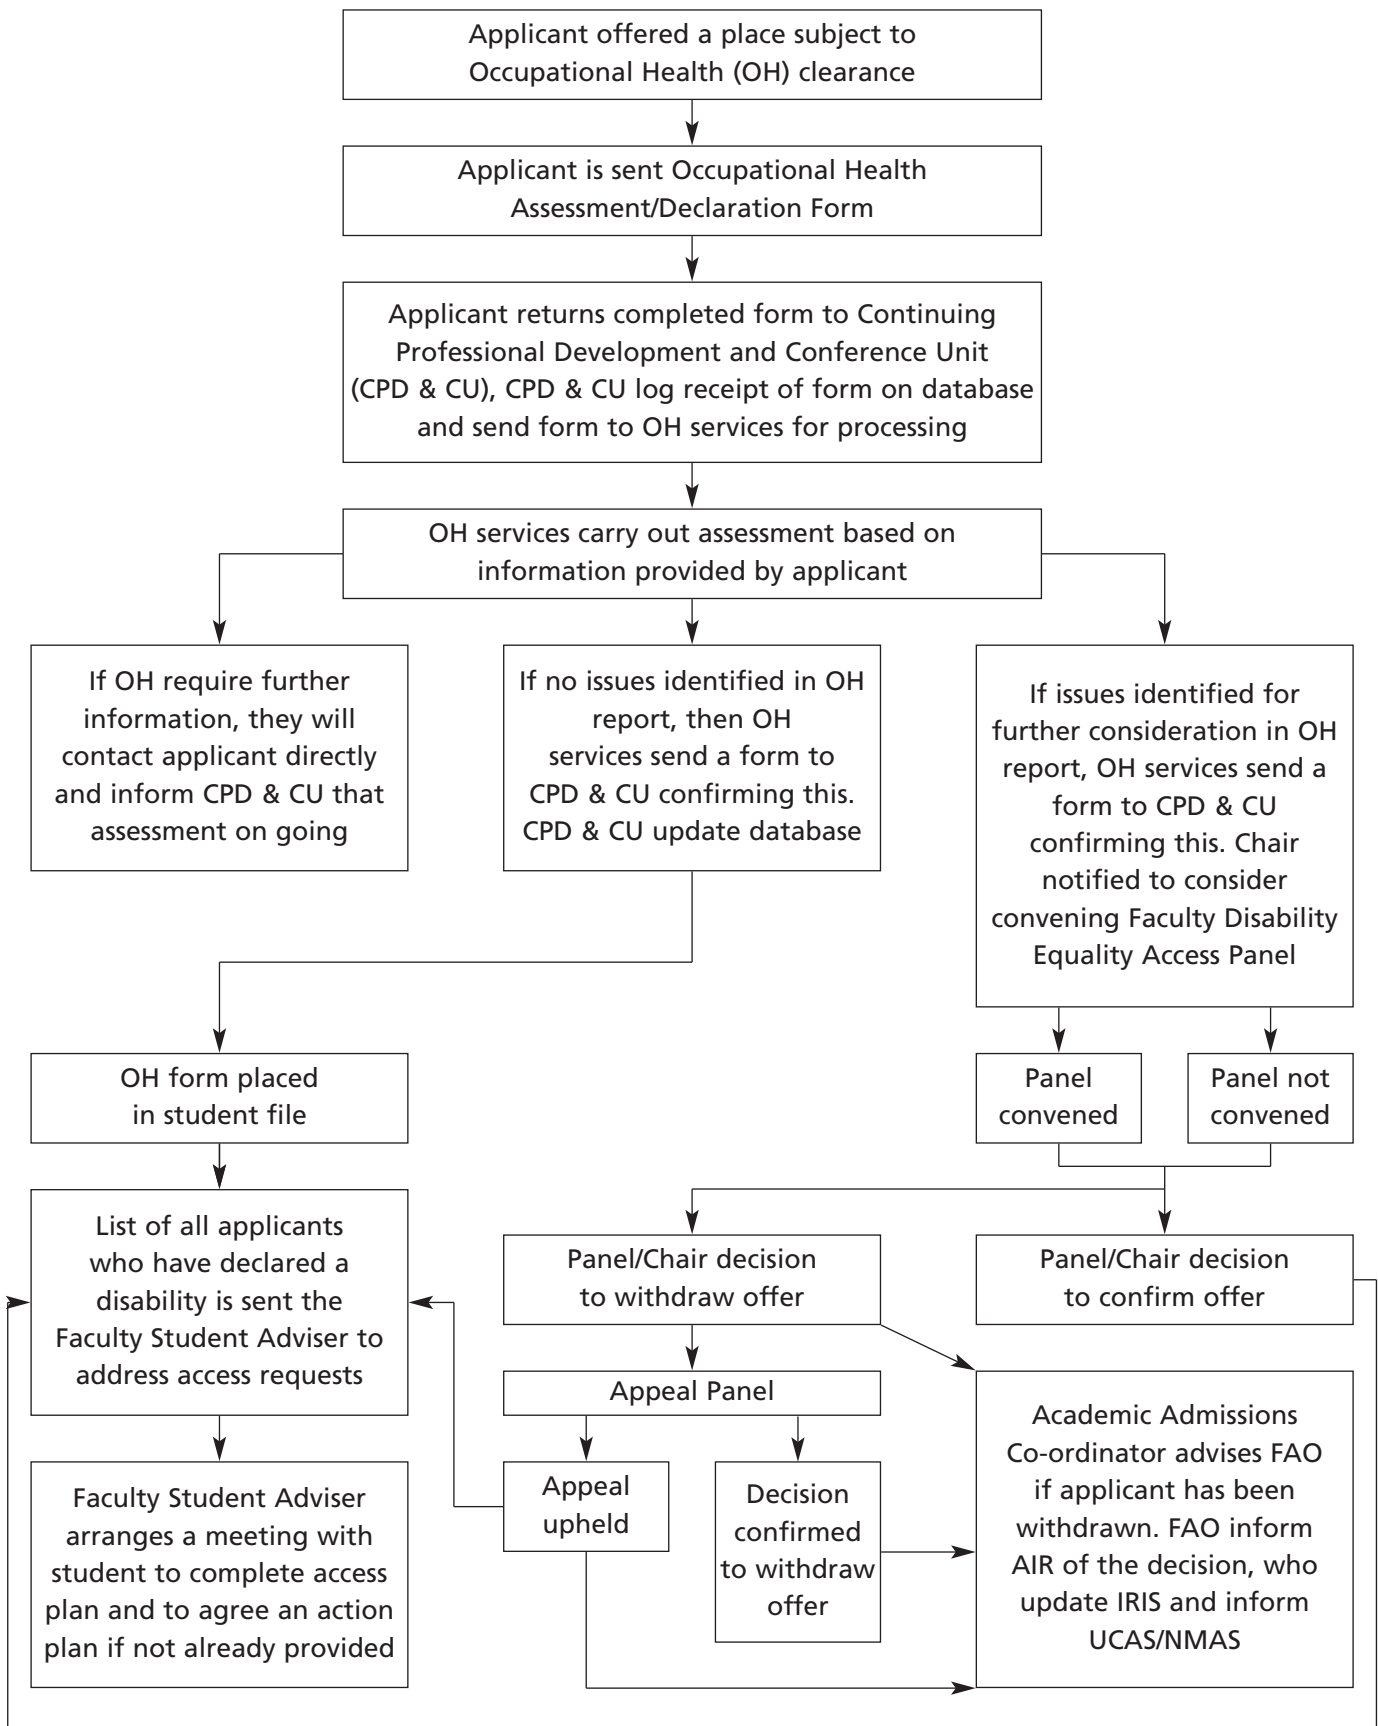 Applicant offered a place subject to
Occupational Health (OH) clearance
Applicant is sent Occupational Health
Assessment/Declaration Form
Applicant returns completed form to Continuing
Professional Development and Conference Unit
(CPD & CU), CPD & CU log receipt of form on database
and send form to OH services for processing
OH services carry out assessment based on
information provided by applicant
If OH require further
information, they will
contact applicant directly
and inform CPD & CU that
assessment on going
If no issues identified in OH
report, then OH
services send a form to
CPD & CU confirming this.
CPD & CU update database
If issues identified for
further consideration in OH
report, OH services send a
form to CPD & CU
confirming this. Chair
notified to consider
convening Faculty Disability
Equality Access Panel
OH form placed
in student file
Panel
convened
Panel not
convened
List of all applicants
who have declared a
disability is sent the
Faculty Student Adviser to
address access requests
Panel/Chair decision
to withdraw offer
Panel/Chair decision
to confirm offer
Appeal Panel
Faculty Student Adviser
arranges a meeting with
student to complete access
plan and to agree an action
plan if not already provided
Appeal
upheld
Decision
confirmed
to withdraw
offer
Academic Admissions
Co-ordinator advises FAO
if applicant has been
withdrawn. FAO inform
AIR of the decision, who
update IRIS and inform
UCAS/NMAS